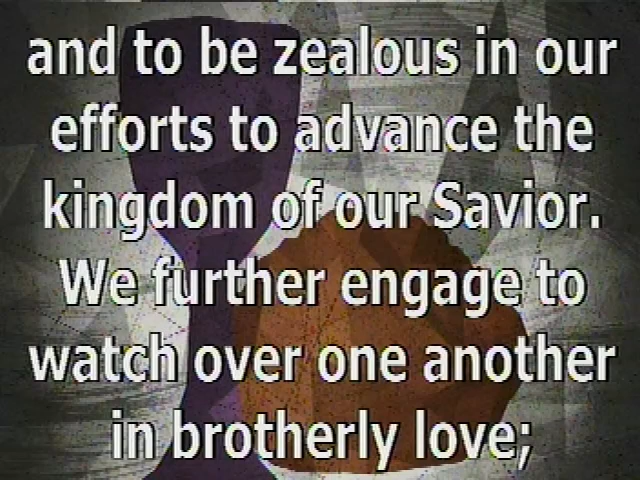 and to be zealous in our
efforts to advance the
kingdom of our Savior.
We further engage to
watch over one another
in brotherly love;